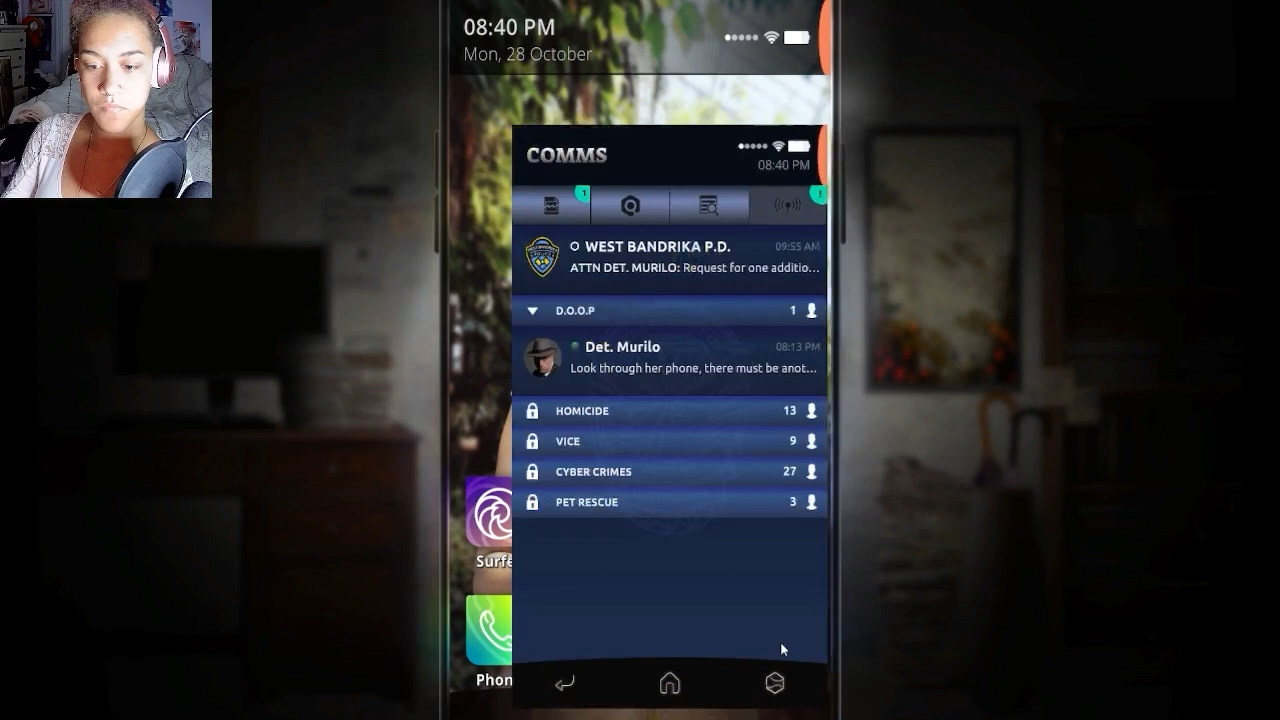 08:40 PM
Mon, 28 October
COMMS
08:40 PM
1
!
WEST BANDRIKA P.D.
09:55 AM
ATTN DET. MURILO: Request for one additio...
D.O.O.P
1
Det. Murilo
08:13 PM
Look through her phone, there must be anot...
HOMICIDE
13
VICE
9
CYBER CRIMES
27
PET RESCUE
3
Surfe
Phon